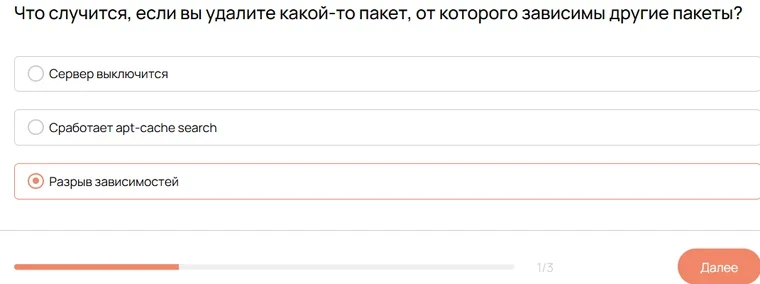 Что случится, если вы удалите какой-то пакет, от которого зависимы другие пакеты?
Сервер выключится
Сработает apt-cache search
Разрыв зависимостей
1/3
Далее